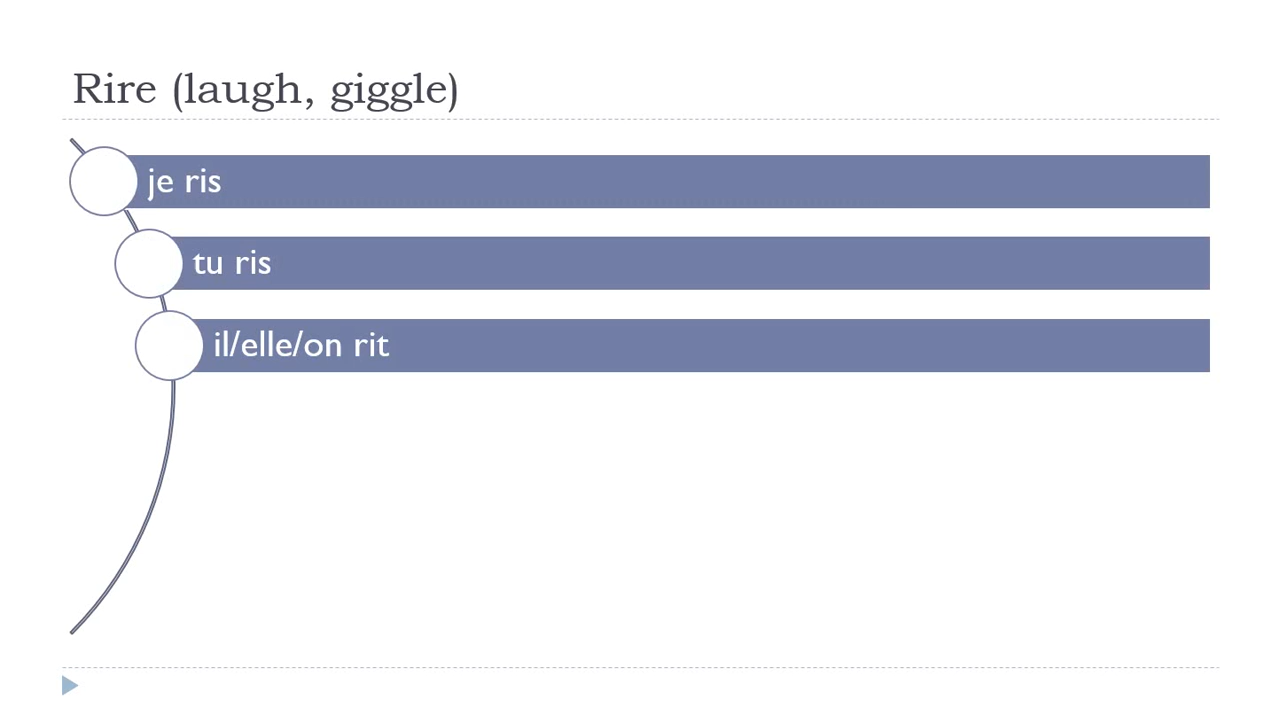 Rire (laugh, giggle)
je ris
tu ris
il/elle/on rit